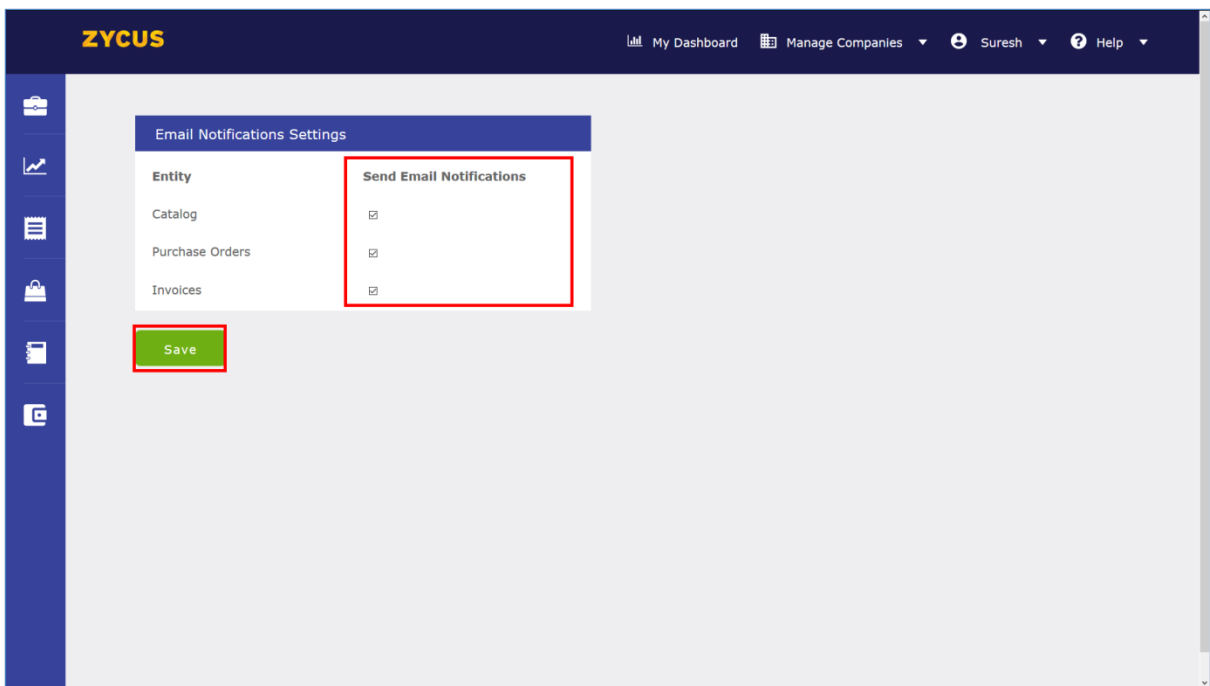 ZYCUS
My Dashboard Manage Companies Suresh Help
Email Notifications Settings
Entity Send Email Notifications
Catalog
Purchase Orders
Invoices
Save